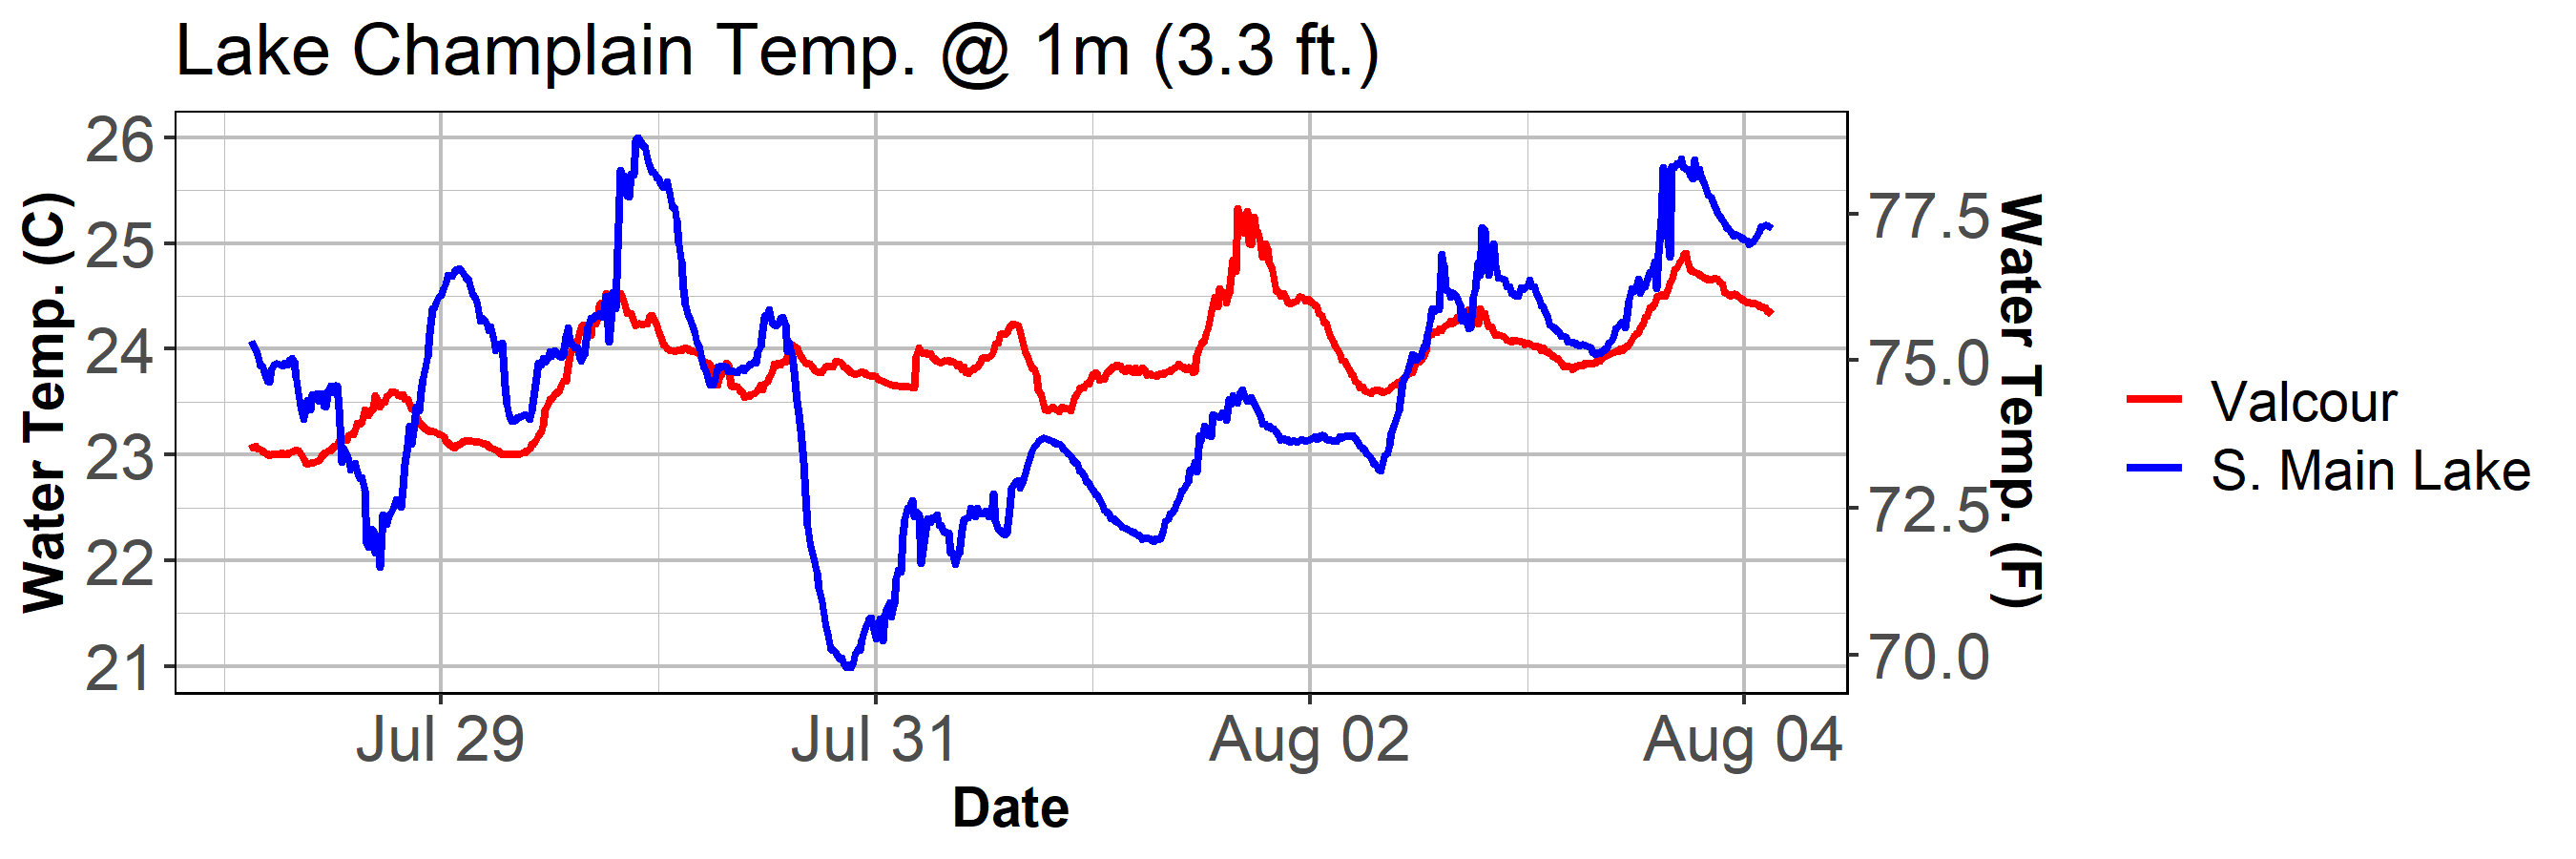 Lake Champlain Temp. @ 1m (3.3 ft.)
Water Temp. (C)
26
25
24
23
22
21
77.5
75.0
72.5
70.0
Water Temp. (F)
Jul 29 Jul 31 Aug 02 Aug 04
Date
Valcour
S. Main Lake